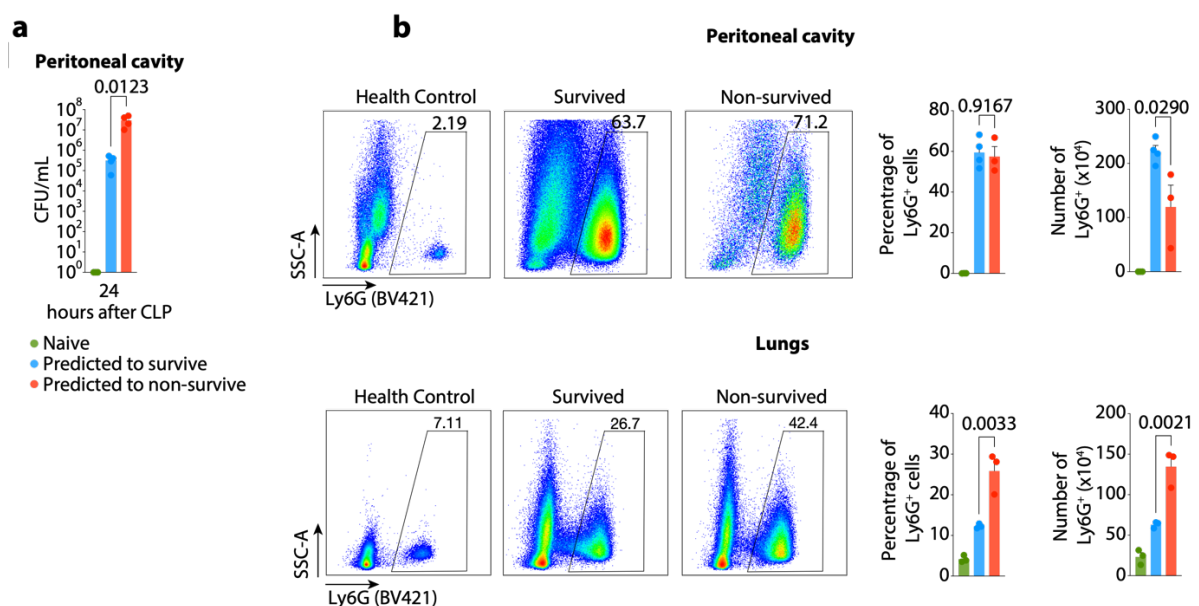 a
Peritoneal cavity
0.0123
10⁸
10⁷
10⁶
10⁵
10⁴
10³
10²
10¹
10⁰
CFU/mL
24
hours after CLP
Naive
Predicted to survive
Predicted to non-survive
b
Peritoneal cavity
Health Control
2.19
Survived
63.7
Non-survived
71.2
SSC-A
Ly6G (BV421)
0.9167
80
60
40
20
0
Percentrage of
Ly6G⁺ cells
0.0290
300
200
100
0
Number of
Ly6G⁺ (x10⁴)
Lungs
Health Control
7.11
Survived
26.7
Non-survived
42.4
SSC-A
Ly6G (BV421)
0.0033
40
30
20
10
0
Percentrage of
Ly6G⁺ cells
0.0021
200
150
100
50
0
Number of
Ly6G⁺ (x10⁴)